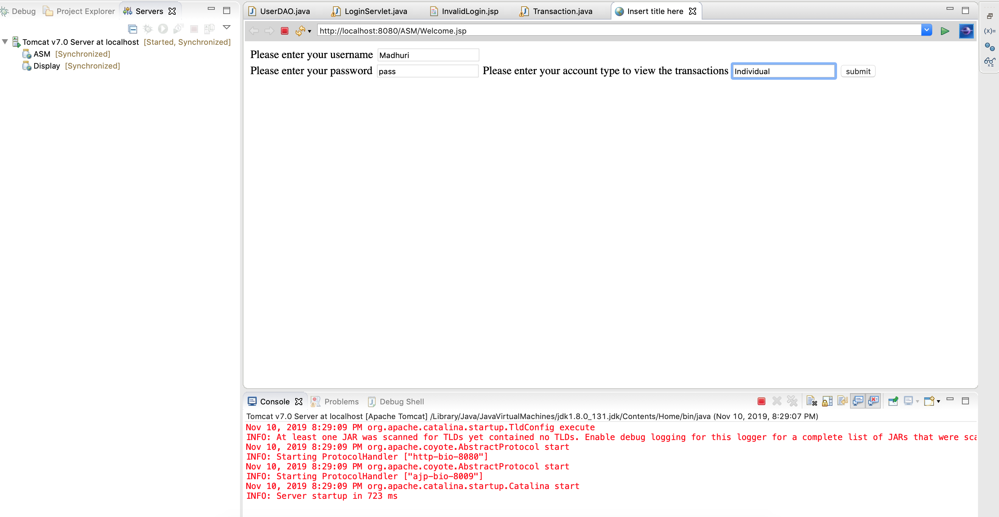 Debug Project Explorer Servers
UserDAO.java LoginServlet.java InvalidLogin.jsp Transaction.java Insert title here
http://localhost:8080/ASM/Welcome.jsp
(x)=
Tomcat v7.0 Server at localhost [Started, Synchronized]
ASM [Synchronized]
Display [Synchronized]
Please enter your username Madhuri
Please enter your password pass Please enter your account type to view the transactions Individual submit
Console Problems Debug Shell
Tomcat v7.0 Server at localhost [Apache Tomcat] /Library/Java/JavaVirtualMachines/jdk1.8.0_131.jdk/Contents/Home/bin/java (Nov 10, 2019, 8:29:07 PM)
Nov 10, 2019 8:29:09 PM org.apache.catalina.startup.TldConfig execute
INFO: At least one JAR was scanned for TLDs yet contained no TLDs. Enable debug logging for this logger for a complete list of JARs that were sca
Nov 10, 2019 8:29:09 PM org.apache.coyote.AbstractProtocol start
INFO: Starting ProtocolHandler ["http-bio-8080"]
Nov 10, 2019 8:29:09 PM org.apache.coyote.AbstractProtocol start
INFO: Starting ProtocolHandler ["ajp-bio-8009"]
Nov 10, 2019 8:29:09 PM org.apache.catalina.startup.Catalina start
INFO: Server startup in 723 ms